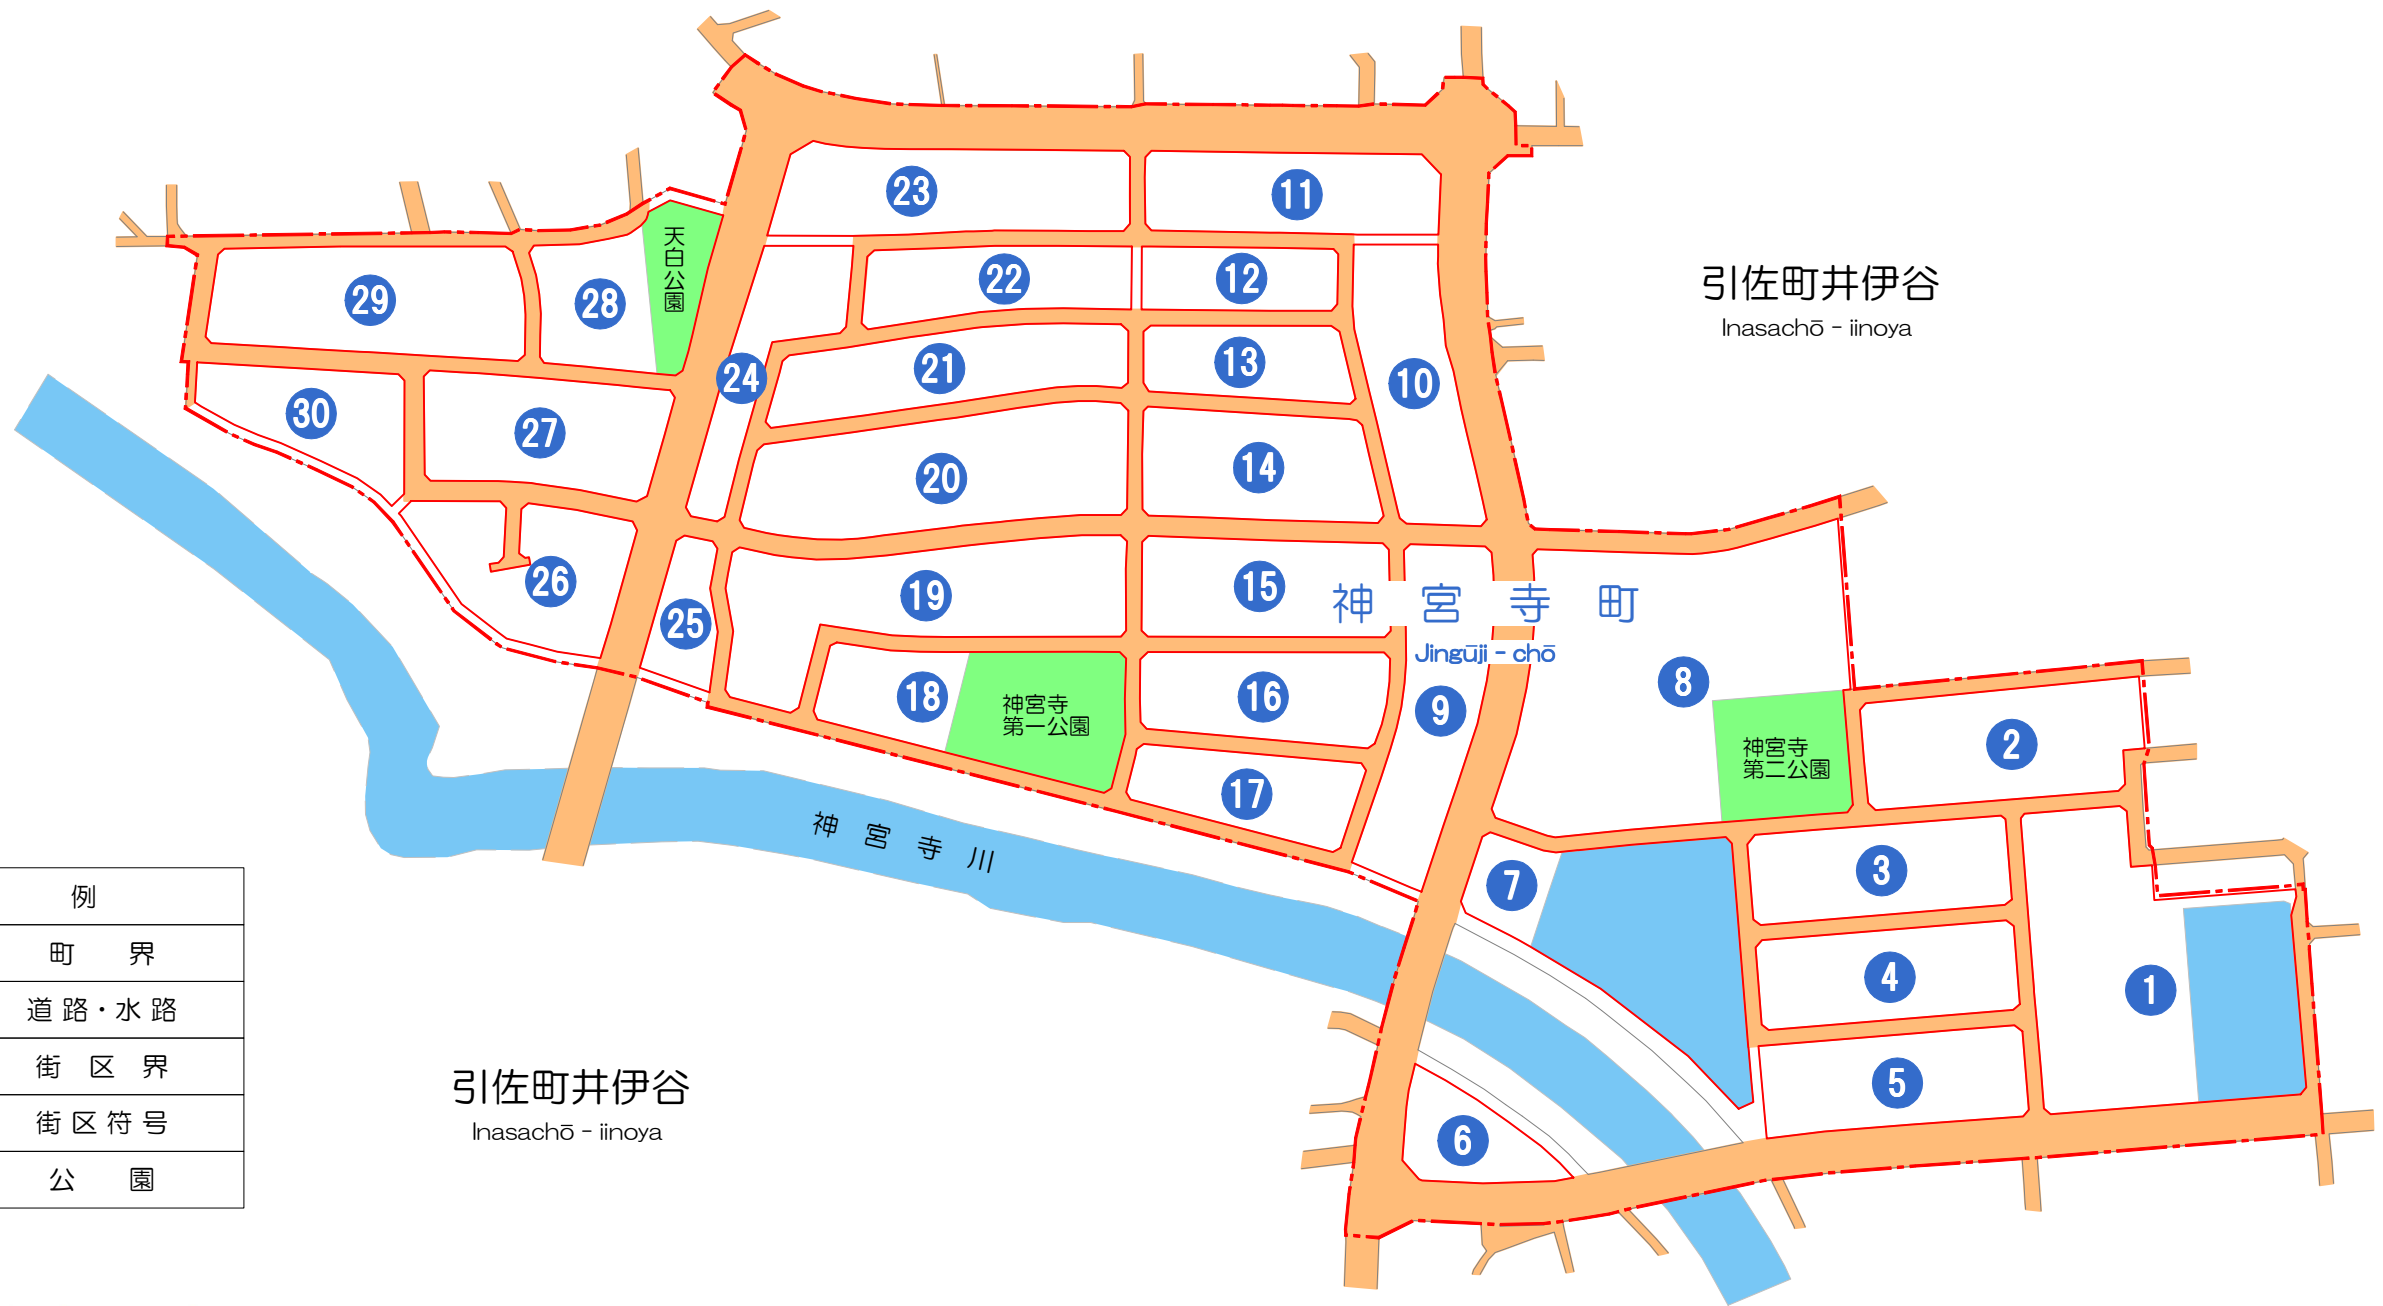 23
11
天白公園
29
28
22
12
引佐町井伊谷
Inasachō - iinoya
24
21
13
10
30
27
20
14
26
25
19
15
神宮寺町
Jingūji - chō
18
神宮寺
第一公園
16
9
8
神宮寺
第二公園
2
17
神宮寺川
7
3
4
1
5
6
引佐町井伊谷
Inasachō - iinoya
例
町界
道路・水路
街区界
街区符号
公園